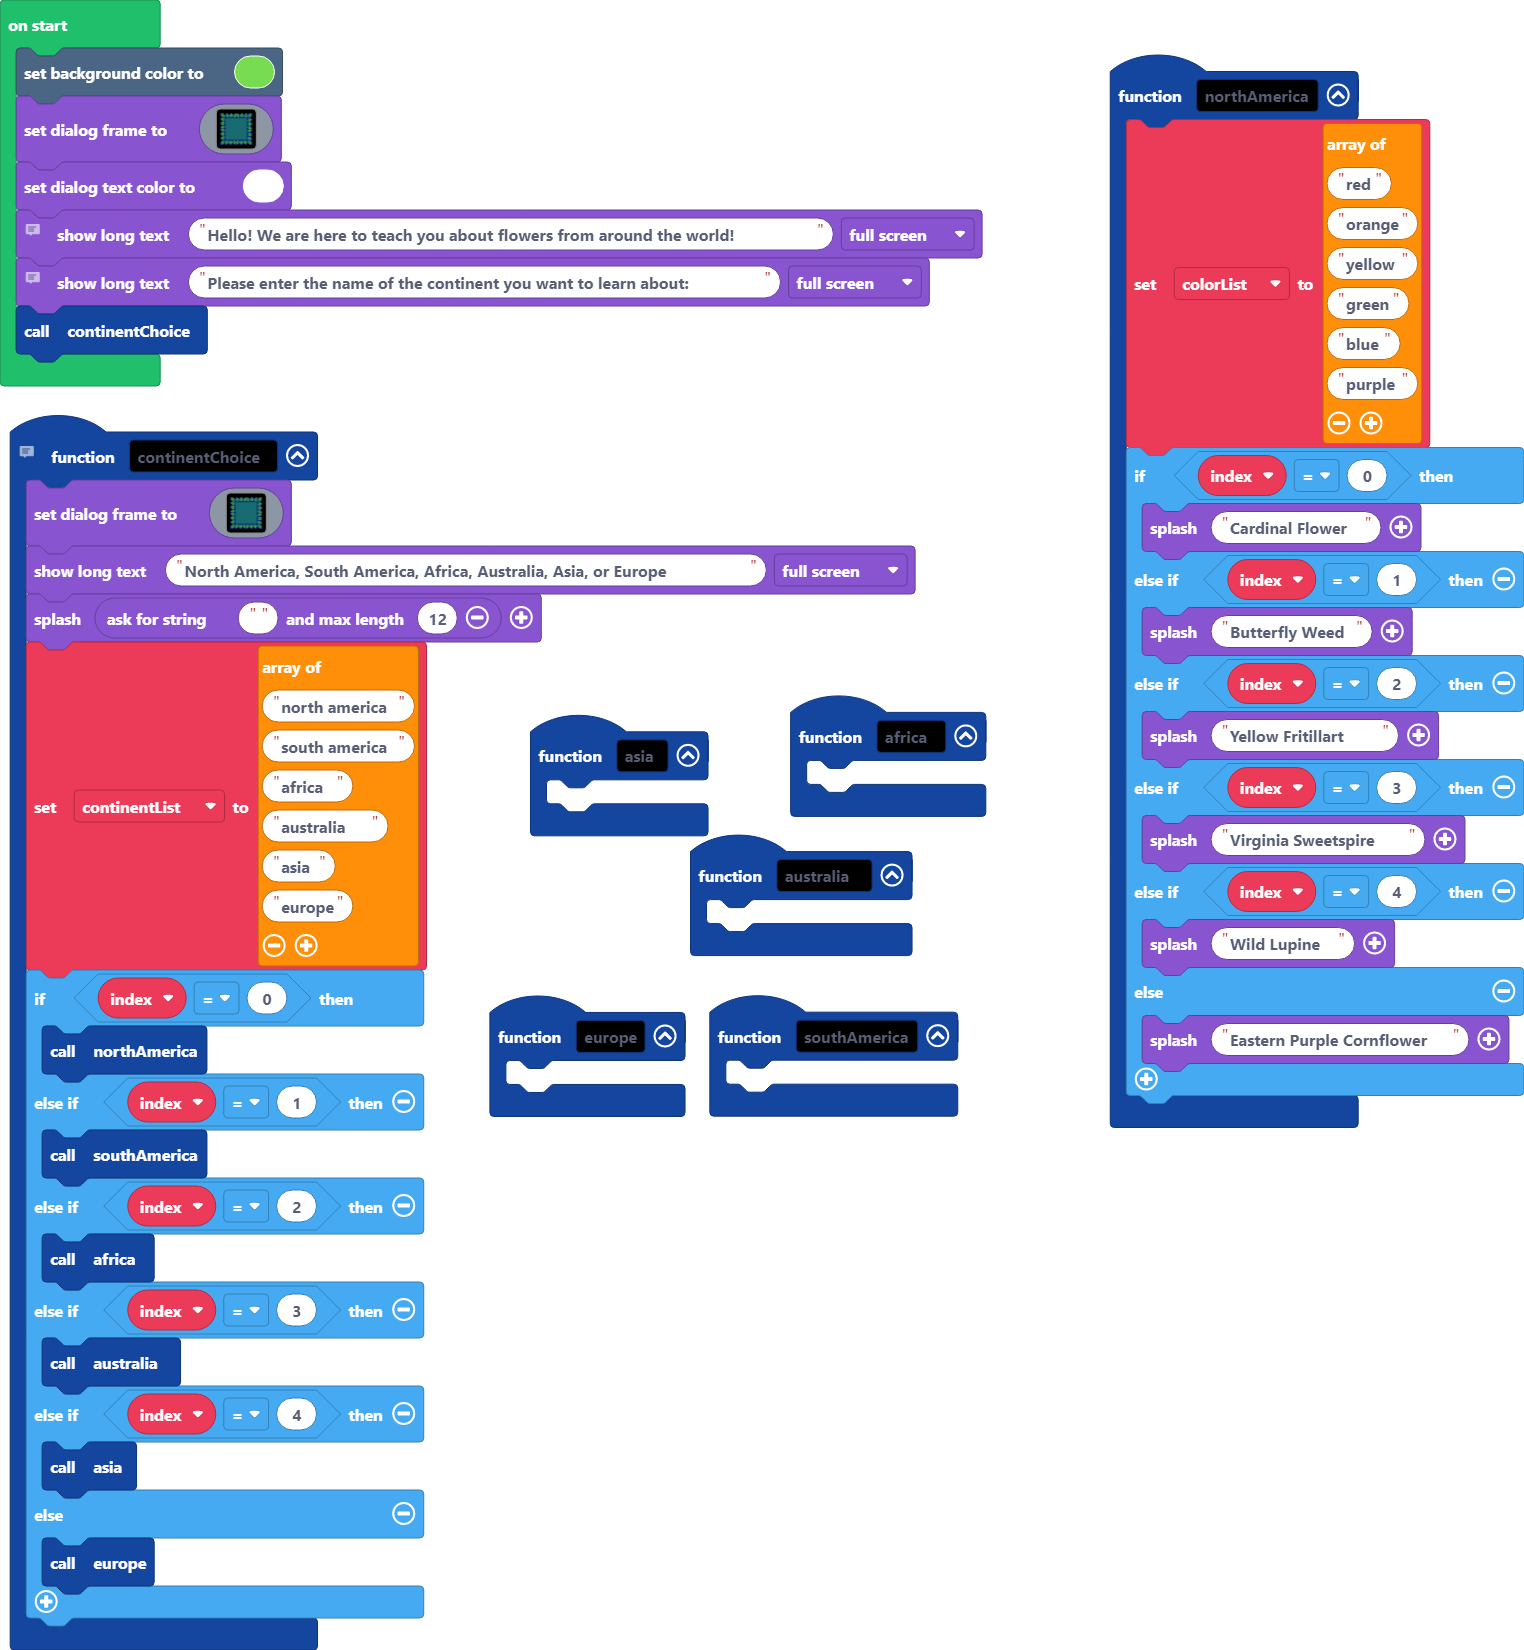 on start
set background color to
set dialog frame to
set dialog text color to
show long text "Hello! We are here to teach you about flowers from around the world!" full screen
show long text "Please enter the name of the continent you want to learn about:" full screen
call continentChoice
function continentChoice
set dialog frame to
show long text "North America, South America, Africa, Australia, Asia, or Europe" full screen
splash ask for string " " and max length 12
set continentList to
array of
"north america"
"south america"
"africa"
"australia"
"asia"
"europe"
if index = 0 then
call northAmerica
else if index = 1 then
call southAmerica
else if index = 2 then
call africa
else if index = 3 then
call australia
else if index = 4 then
call asia
else
call europe
function asia
function africa
function australia
function europe
function southAmerica
function northAmerica
set colorList to
array of
"red"
"orange"
"yellow"
"green"
"blue"
"purple"
if index = 0 then
splash "Cardinal Flower"
else if index = 1 then
splash "Butterfly Weed"
else if index = 2 then
splash "Yellow Fritillart"
else if index = 3 then
splash "Virginia Sweetspire"
else if index = 4 then
splash "Wild Lupine"
else
splash "Eastern Purple Cornflower"